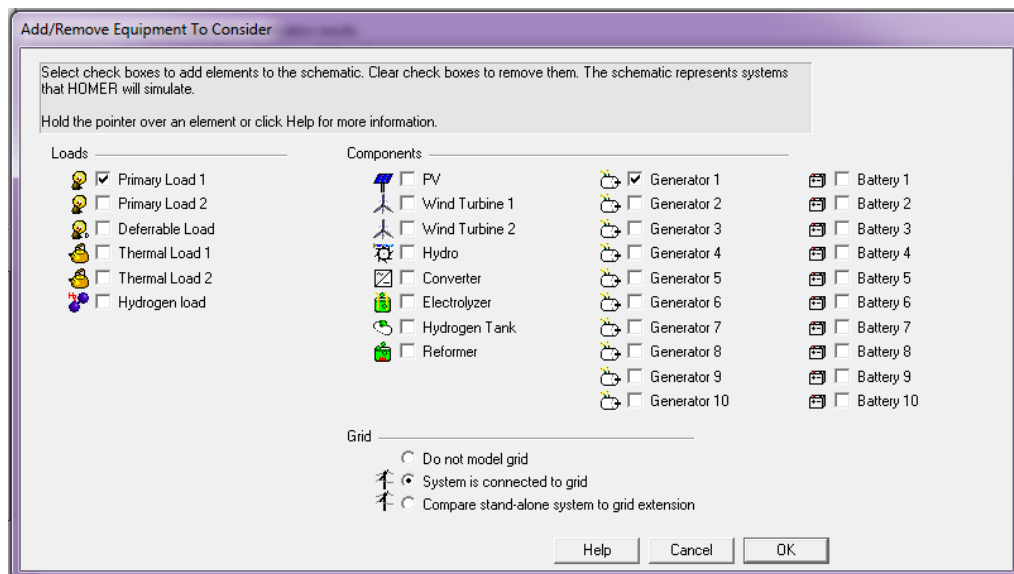 Add/Remove Equipment To Consider
Select check boxes to add elements to the schematic. Clear check boxes to remove them. The schematic represents systems
that HOMER will simulate.
Hold the pointer over an element or click Help for more information.
Loads
Primary Load 1
Primary Load 2
Deferrable Load
Thermal Load 1
Thermal Load 2
Hydrogen load
Components
PV
Wind Turbine 1
Wind Turbine 2
Hydro
Converter
Electrolyzer
Hydrogen Tank
Reformer
Generator 1
Generator 2
Generator 3
Generator 4
Generator 5
Generator 6
Generator 7
Generator 8
Generator 9
Generator 10
Battery 1
Battery 2
Battery 3
Battery 4
Battery 5
Battery 6
Battery 7
Battery 8
Battery 9
Battery 10
Grid
Do not model grid
System is connected to grid
Compare stand-alone system to grid extension
Help
Cancel
OK